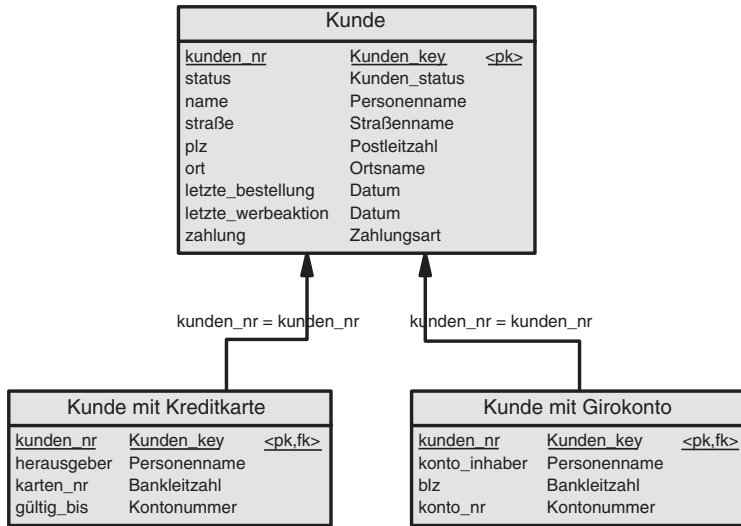 Kunde
kunden_nr Kunden_key <pk>
status Kunden_status
name Personenname
straße Straßenname
plz Postleitzahl
ort Ortsname
letzte_bestellung Datum
letzte_werbeaktion Datum
zahlung Zahlungsart
kunden_nr = kunden_nr
kunden_nr = kunden_nr
Kunde mit Kreditkarte
kunden_nr Kunden_key <pk,fk>
herausgeber Personenname
karten_nr Bankleitzahl
gültig_bis Kontonummer
Kunde mit Girokonto
kunden_nr Kunden_key <pk,fk>
konto_inhaber Personenname
blz Bankleitzahl
konto_nr Kontonummer